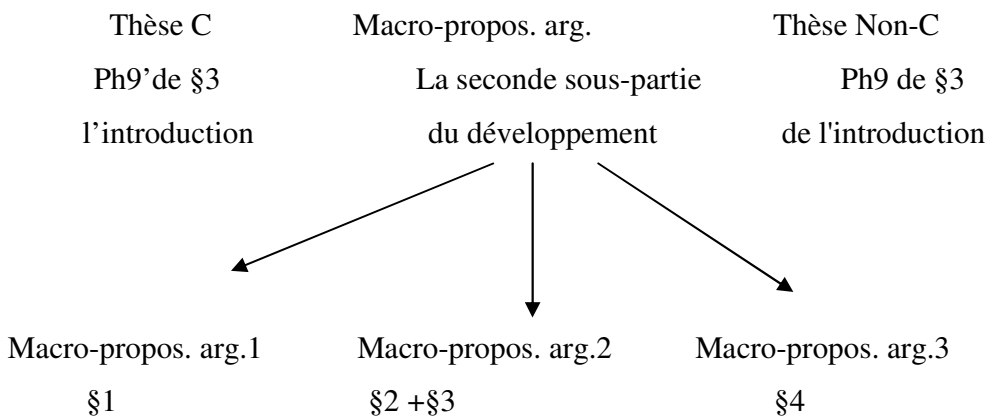 Thèse C Macro-propos. arg. Thèse Non-C
Ph9’de §3 La seconde sous-partie Ph9 de §3
l’introduction du développement de l'introduction
Macro-propos. arg.1 Macro-propos. arg.2 Macro-propos. arg.3
§1 §2 +§3 §4